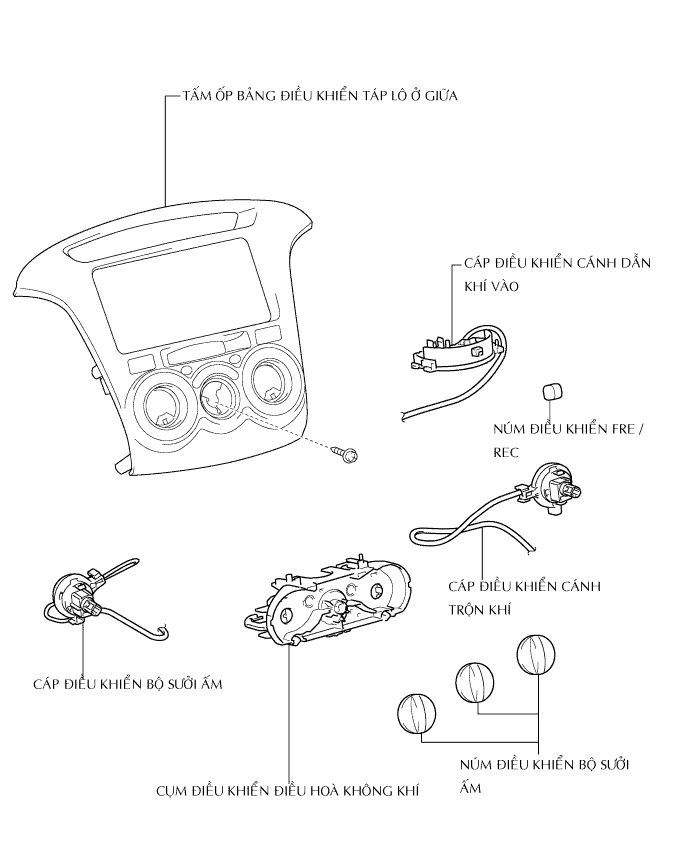 TẤM ỐP BẢNG ĐIỀU KHIỂN TÁP LÔ Ở GIỮA
CÁP ĐIỀU KHIỂN CÁNH DẪN
KHÍ VÀO
NÚM ĐIỀU KHIỂN FRE /
REC
CÁP ĐIỀU KHIỂN CÁNH
TRỘN KHÍ
CÁP ĐIỀU KHIỂN BỘ SƯỞI ẤM
NÚM ĐIỀU KHIỂN BỘ SƯỞI
ẤM
CỤM ĐIỀU KHIỂN ĐIỀU HOÀ KHÔNG KHÍ